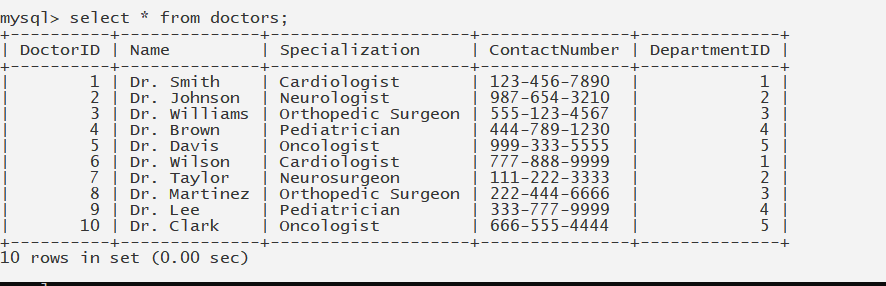 mysql> select * from doctors;
+----------+--------------+--------------------+---------------+--------------+
| DoctorID | Name         | Specialization     | ContactNumber | DepartmentID |
+----------+--------------+--------------------+---------------+--------------+
|        1 | Dr. Smith    | Cardiologist       | 123-456-7890  |            1 |
|        2 | Dr. Johnson  | Neurologist        | 987-654-3210  |            2 |
|        3 | Dr. Williams | Orthopedic Surgeon | 555-123-4567  |            3 |
|        4 | Dr. Brown    | Pediatrician       | 444-789-1230  |            4 |
|        5 | Dr. Davis    | Oncologist         | 999-333-5555  |            5 |
|        6 | Dr. Wilson   | Cardiologist       | 777-888-9999  |            1 |
|        7 | Dr. Taylor   | Neurosurgeon       | 111-222-3333  |            2 |
|        8 | Dr. Martinez | Orthopedic Surgeon | 222-444-6666  |            3 |
|        9 | Dr. Lee      | Pediatrician       | 333-777-9999  |            4 |
|       10 | Dr. Clark    | Oncologist         | 666-555-4444  |            5 |
+----------+--------------+--------------------+---------------+--------------+
10 rows in set (0.00 sec)